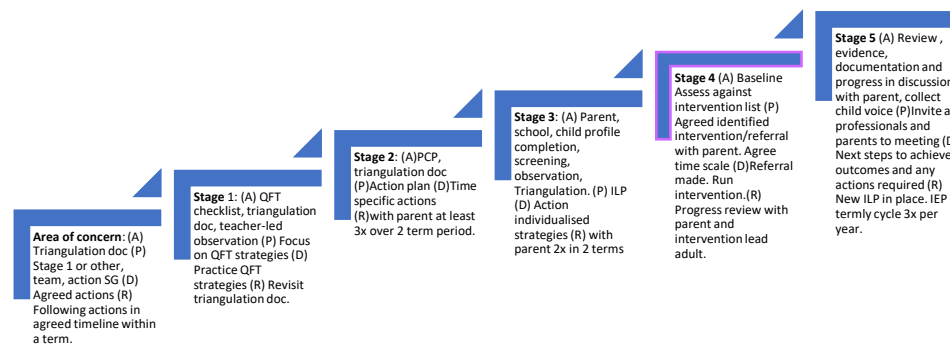 Area of concern: (A)
Triangulation doc (P)
Stage 1 or other,
team, action SG (D)
Agreed actions (R)
Following actions in
agreed timeline within
a term.
Stage 1: (A) QFT
checklist, triangulation
doc, teacher-led
observation (P) Focus
on QFT strategies (D)
Practice QFT
strategies (R) Revisit
triangulation doc.
Stage 2: (A)PCP,
triangulation doc
(P)Action plan (D)Time
specific actions
(R)with parent at least
3x over 2 term period.
Stage 3: (A) Parent,
school, child profile
completion,
screening,
observation,
Triangulation. (P) ILP
(D) Action
individualised
strategies (R) with
parent 2x in 2 terms
Stage 4 (A) Baseline
Assess against
intervention list (P)
Agreed identified
intervention/referral
with parent. Agree
time scale (D)Referral
made. Run
intervention.(R)
Progress review with
parent and
intervention lead
adult.
Stage 5 (A) Review ,
evidence,
documentation and
progress in discussion
with parent, collect
child voice (P)Invite
professionals and
parents to meeting
Next steps to achieve
outcomes and any
actions required (R)
New ILP in place. IEP
termly cycle 3x per
year.